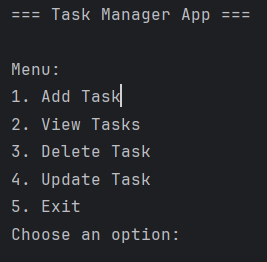 === Task Manager App ===
Menu:
1. Add Task
2. View Tasks
3. Delete Task
4. Update Task
5. Exit
Choose an option: